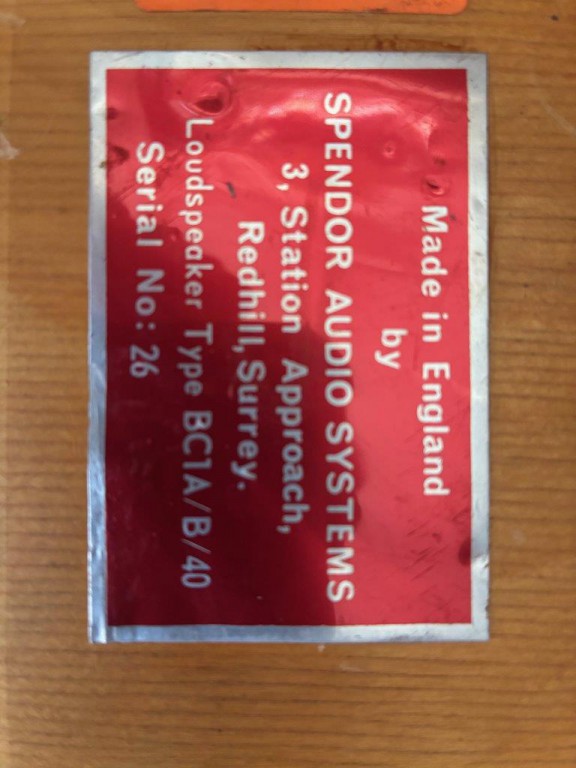 Made in England
by
SPENDOR AUDIO SYSTEMS
3, Station Approach,
Redhill, Surrey.
Loudspeaker Type BC1A/B/40
Serial No: 26